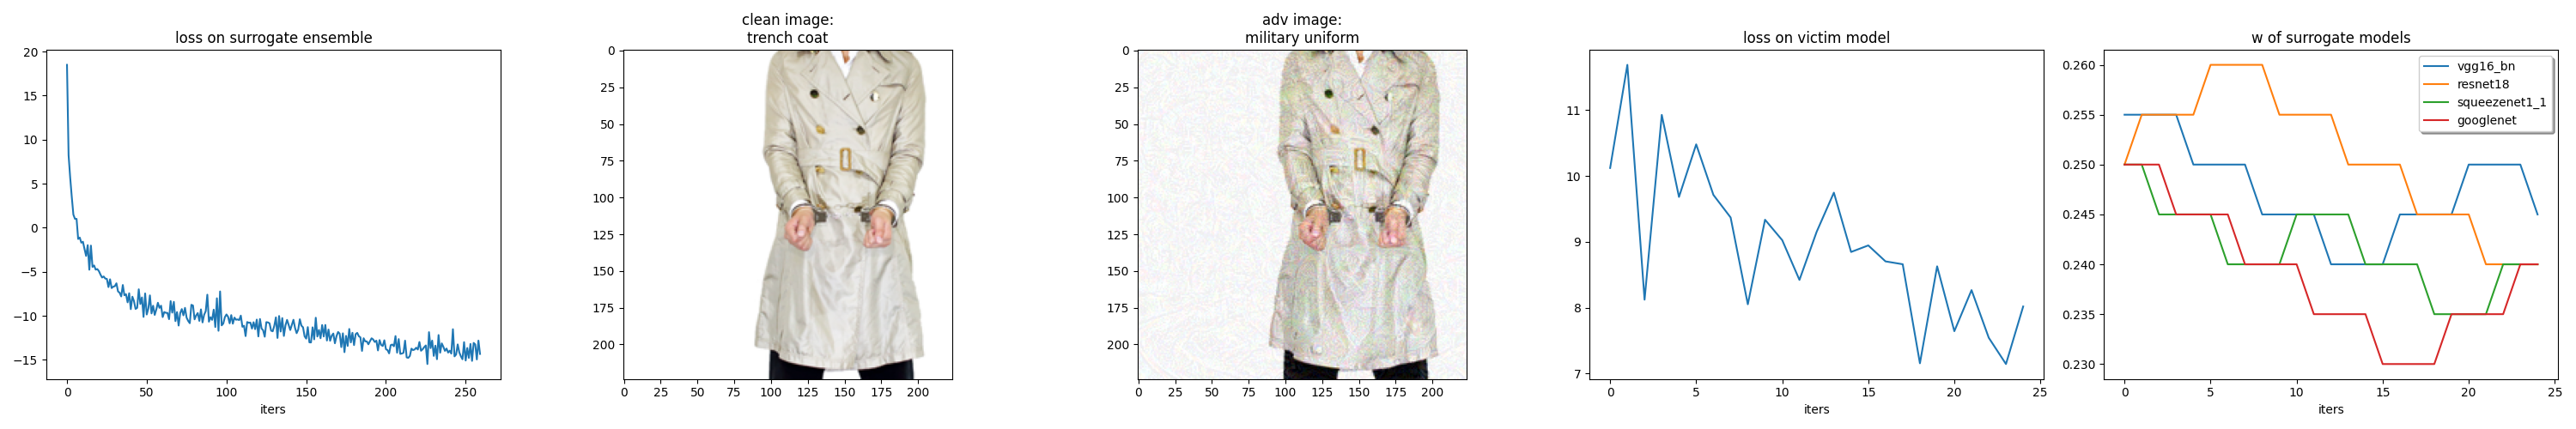 loss on surrogate ensemble
20
15
10
5
0
−5
−10
−15
0 50 100 150 200 250
iters
clean image:
trench coat
0
25
50
75
100
125
150
175
200
0 25 50 75 100 125 150 175 200
adv image:
military uniform
0
25
50
75
100
125
150
175
200
0 25 50 75 100 125 150 175 200
loss on victim model
11
10
9
8
7
0 5 10 15 20 25
iters
w of surrogate models
0.260
0.255
0.250
0.245
0.240
0.235
0.230
vgg16_bn
resnet18
squeezenet1_1
googlenet
0 5 10 15 20 25
iters